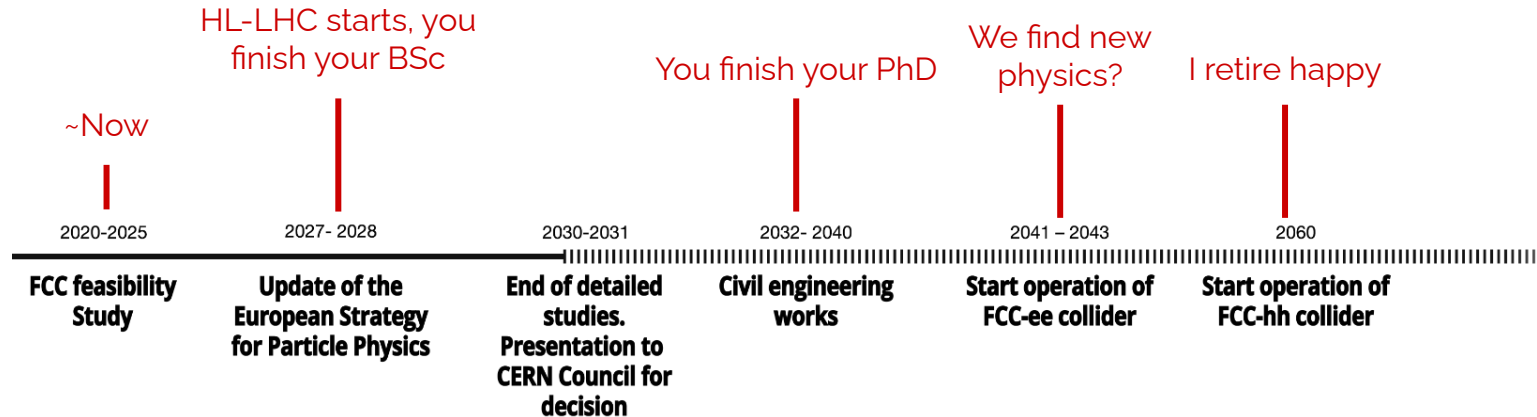 HL-LHC starts, you
finish your BSc
~Now
You finish your PhD
We find new
physics?
I retire happy
2020-2025
2027- 2028
2030-2031
2032- 2040
2041 – 2043
2060
FCC feasibility
Study
Update of the
European Strategy
for Particle Physics
End of detailed
studies.
Presentation to
CERN Council for
decision
Civil engineering
works
Start operation of
FCC-ee collider
Start operation of
FCC-hh collider